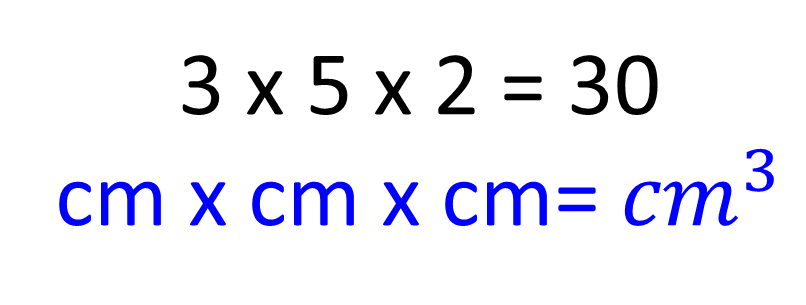 3 x 5 x 2 = 30
cm x cm x cm= cm³